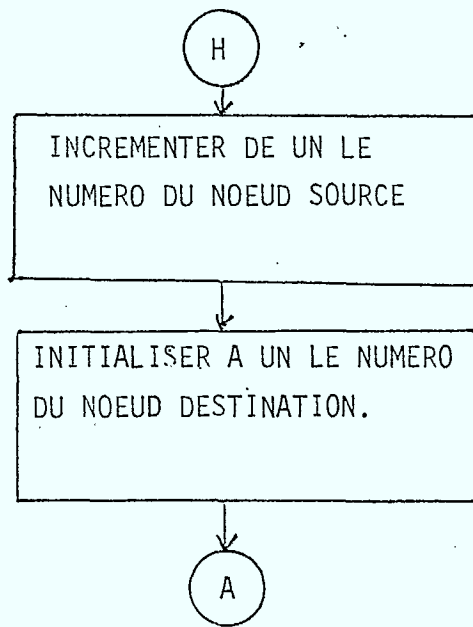 H
INCREMENTER DE UN LE
NUMERO DU NOEUD SOURCE
INITIALISER A UN LE NUMERO
DU NOEUD DESTINATION.
A